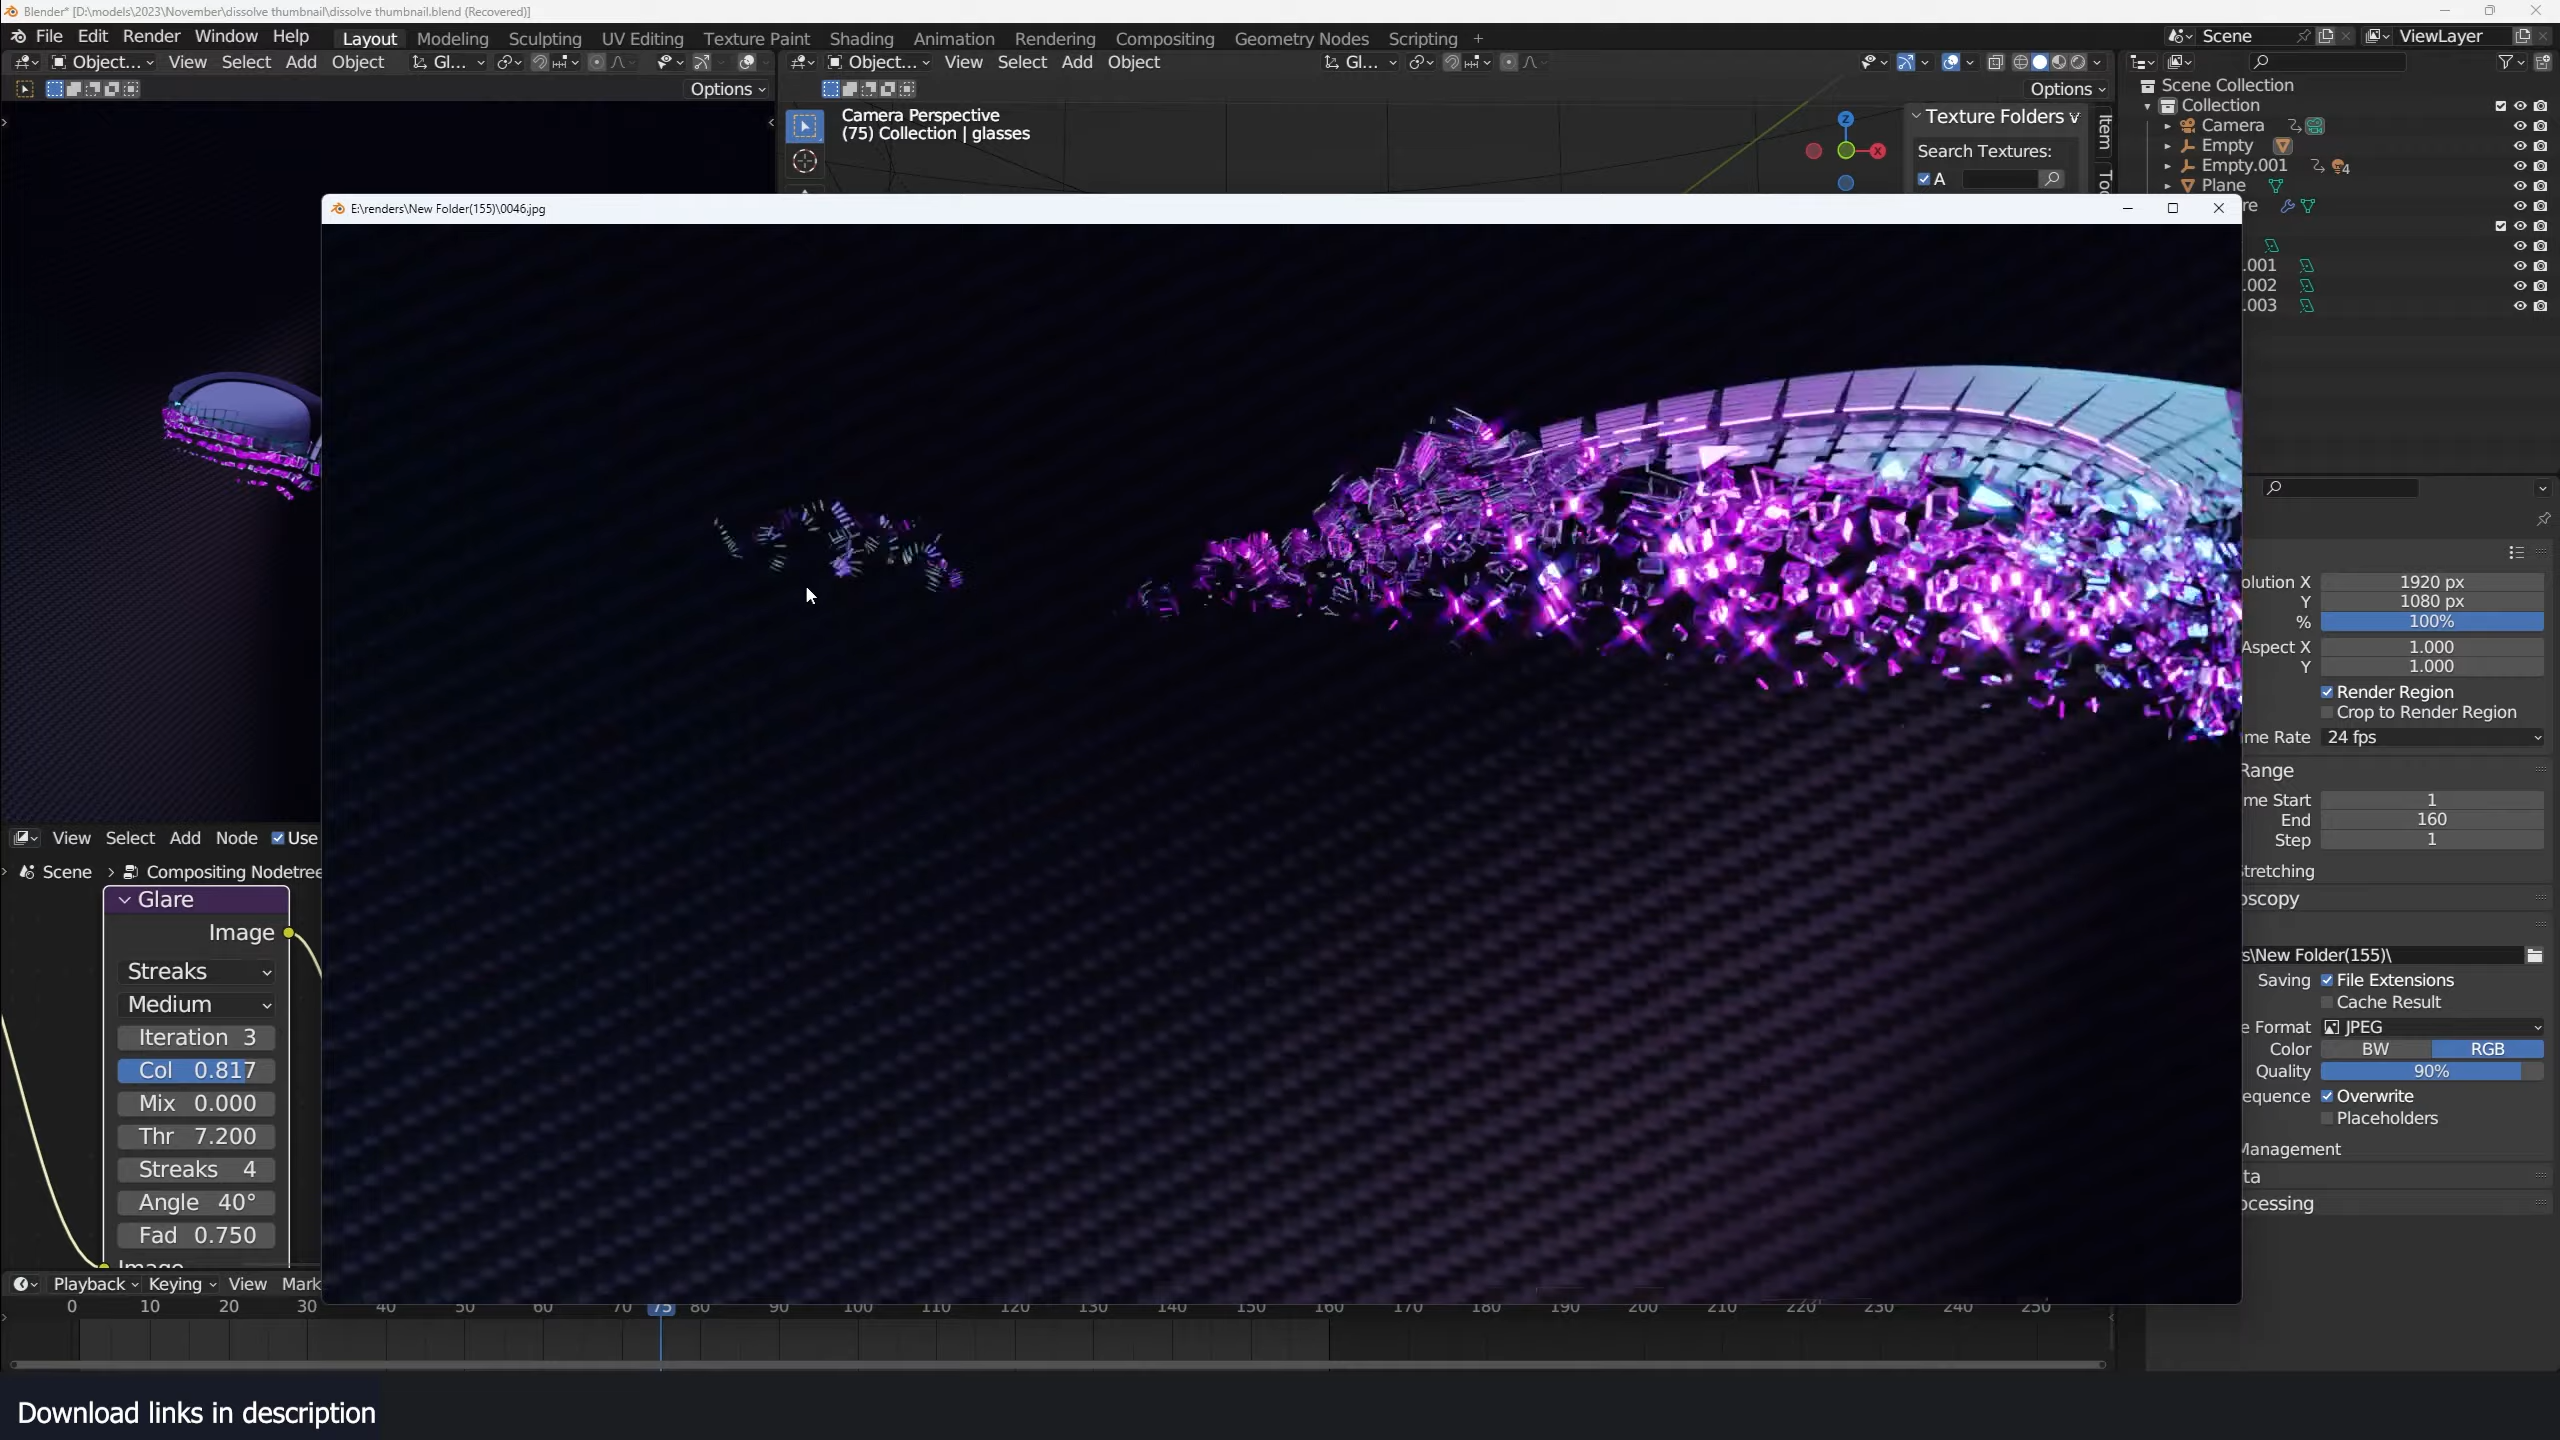 Blender* [D:\models\2023\November\dissolve thumbnail\dissolve thumbnail.blend (Recovered)]
File Edit Render Window Help Layout Modeling Sculpting UV Editing Texture Paint Shading Animation Rendering Compositing Geometry Nodes Scripting + Scene ViewLayer
Object... View Select Add Object Gl... Object... View Select Add Object Gl...
Options Options
Camera Perspective
(75) Collection | glasses
Z
X
Texture Folders
Search Textures:
A
Item
Scene Collection
Collection
Camera
Empty
Empty.001 4
Plane
re
.001
.002
.003
E:\renders\New Folder(155)\0046.jpg
olution X 1920 px
Y 1080 px
% 100%
Aspect X 1.000
Y 1.000
Render Region
Crop to Render Region
me Rate 24 fps
Range
me Start 1
End 160
Step 1
Stretching
oscopy
s\New Folder(155)\
Saving File Extensions
Cache Result
e Format JPEG
Color BW RGB
Quality 90%
equence Overwrite
Placeholders
Management
ta
ocessing
View Select Add Node Use
Scene > Compositing Nodetree
Glare
Image
Streaks
Medium
Iteration 3
Col 0.817
Mix 0.000
Thr 7.200
Streaks 4
Angle 40°
Fad 0.750
Image
Playback Keying View Mark
0 10 20 30 40 50 60 70 75 80 90 100 110 120 130 140 150 160 170 180 190 200 210 220 230 240 250
Download links in description